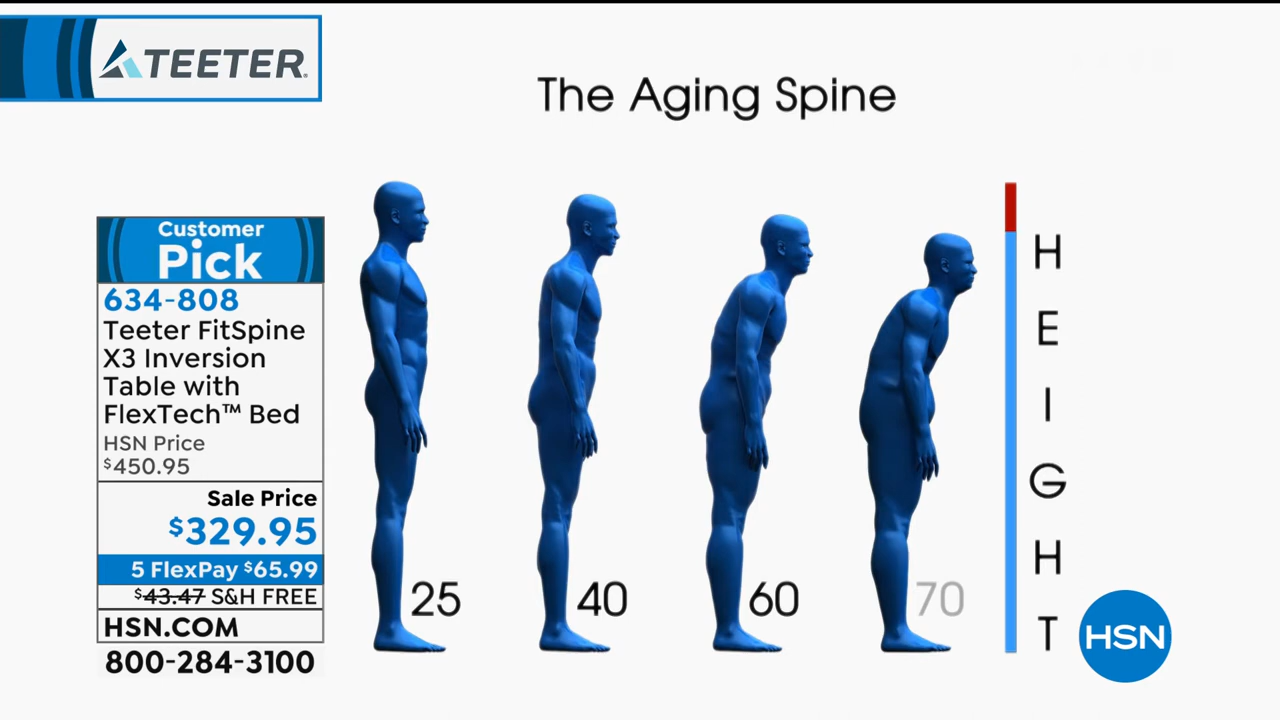 TEETER
The Aging Spine
Customer
Pick
634-808
Teeter FitSpine
X3 Inversion
Table with
FlexTech™ Bed
HSN Price
$450.95
Sale Price
$329.95
5 FlexPay $65.99
$43.47 S&H FREE
HSN.COM
800-284-3100
25
40
60
70
H
E
I
G
H
T
HSN